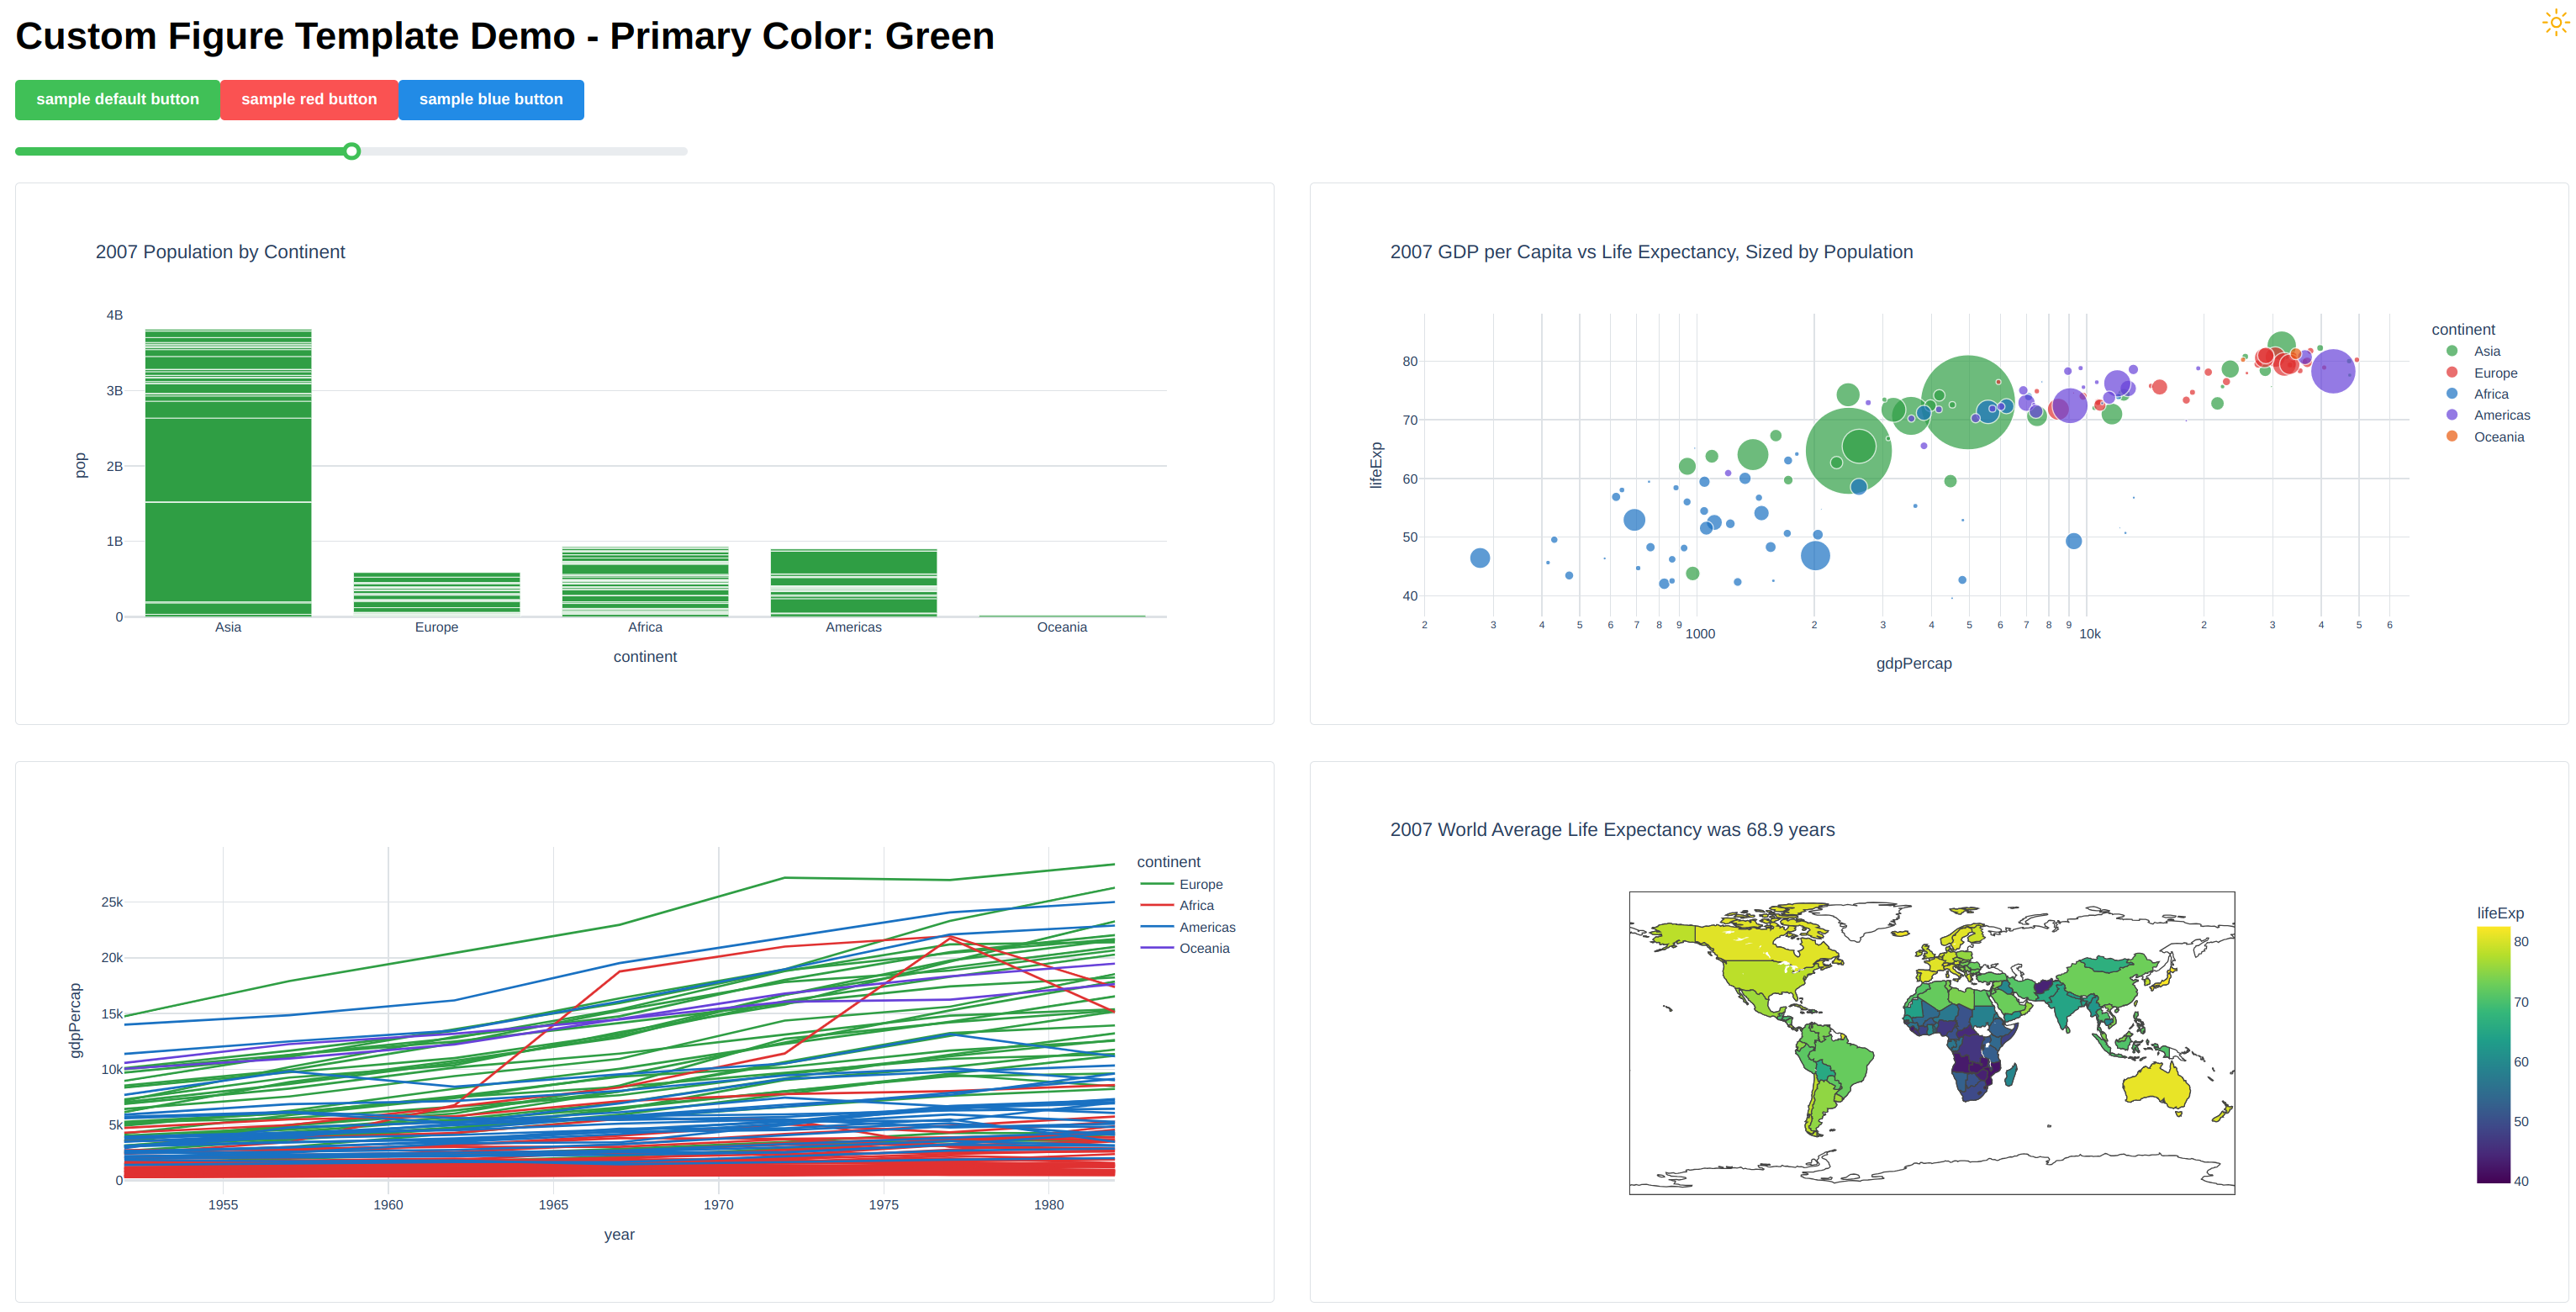 Custom Figure Template Demo - Primary Color: Green
sample default button sample red button sample blue button
2007 Population by Continent
4B
3B
2B
1B
0
pop
Asia Europe Africa Americas Oceania
continent
2007 GDP per Capita vs Life Expectancy, Sized by Population
80
70
60
50
40
lifeExp
2 3 4 5 6 7 8 9 1000 2 3 4 5 6 7 8 9 10k 2 3 4 5 6
gdpPercap
continent
Asia
Europe
Africa
Americas
Oceania
25k
20k
15k
10k
5k
0
gdpPercap
1955 1960 1965 1970 1975 1980
year
continent
Europe
Africa
Americas
Oceania
2007 World Average Life Expectancy was 68.9 years
lifeExp
80
70
60
50
40